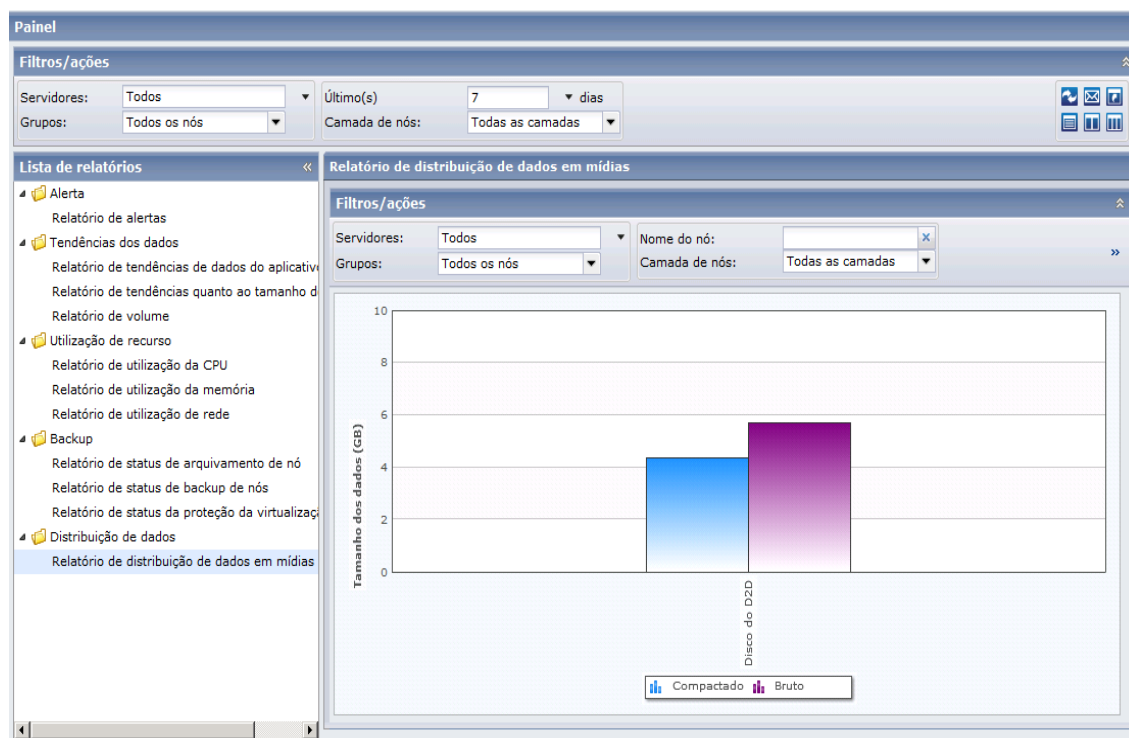 Painel
Filtros/ações
Servidores: Todos Último(s) 7 dias
Grupos: Todos os nós Camada de nós: Todas as camadas
Lista de relatórios
Alerta
Relatório de alertas
Tendências dos dados
Relatório de tendências de dados do aplicativo
Relatório de tendências quanto ao tamanho d
Relatório de volume
Utilização de recurso
Relatório de utilização da CPU
Relatório de utilização da memória
Relatório de utilização de rede
Backup
Relatório de status de arquivamento de nó
Relatório de status de backup de nós
Relatório de status da proteção da virtualizaç
Distribuição de dados
Relatório de distribuição de dados em mídias
Relatório de distribuição de dados em mídias
Filtros/ações
Servidores: Todos Nome do nó:
Grupos: Todos os nós Camada de nós: Todas as camadas
Tamanho dos dados (GB)
10
8
6
4
2
0
Disco do D2D
Compactado Bruto